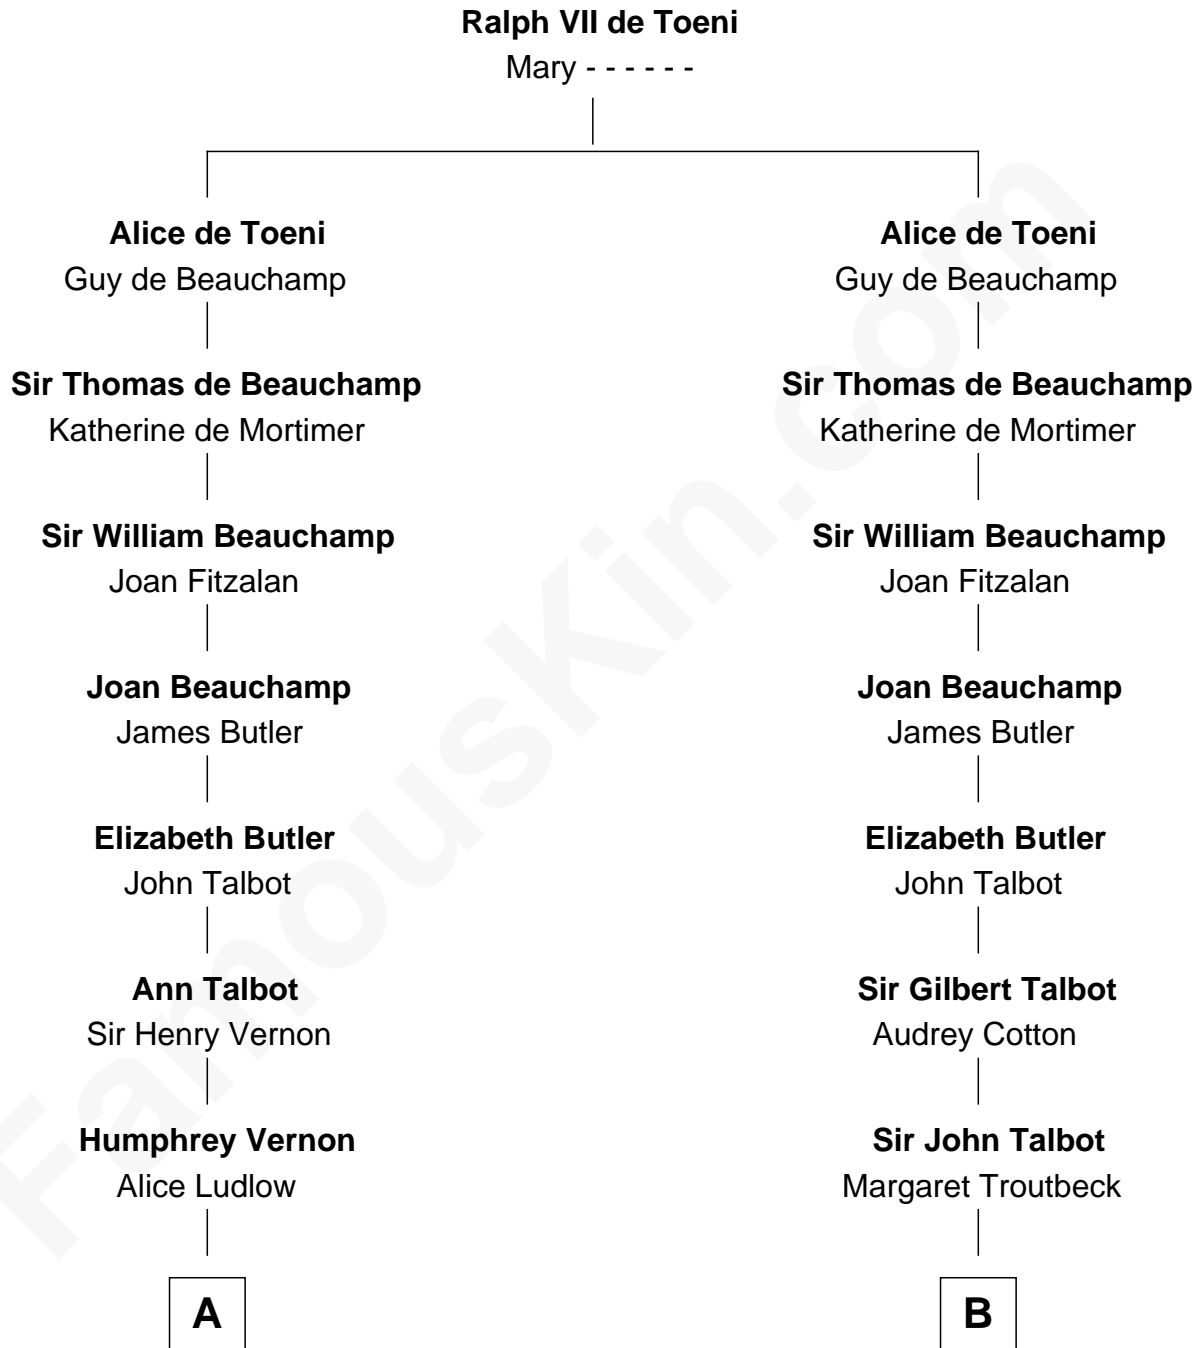 Ralph VII de Toeni
Mary - - - - - -
Alice de Toeni
Guy de Beauchamp
Sir Thomas de Beauchamp
Katherine de Mortimer
Sir William Beauchamp
Joan Fitzalan
Joan Beauchamp
James Butler
Elizabeth Butler
John Talbot
Ann Talbot
Sir Henry Vernon
Humphrey Vernon
Alice Ludlow
A
Alice de Toeni
Guy de Beauchamp
Sir Thomas de Beauchamp
Katherine de Mortimer
Sir William Beauchamp
Joan Fitzalan
Joan Beauchamp
James Butler
Elizabeth Butler
John Talbot
Sir Gilbert Talbot
Audrey Cotton
Sir John Talbot
Margaret Troutbeck
B
FamousKin.com